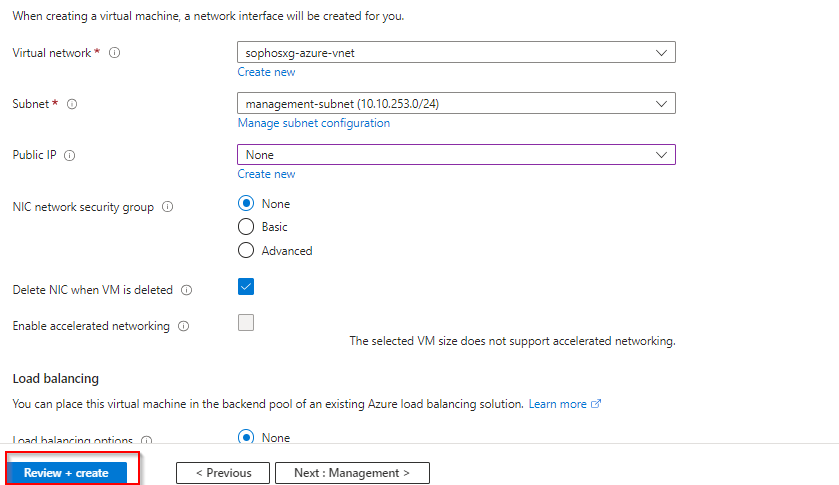 When creating a virtual machine, a network interface will be created for you.
Virtual network *
sophosxg-azure-vnet
Create new
Subnet *
management-subnet (10.10.253.0/24)
Manage subnet configuration
Public IP
None
Create new
NIC network security group
None
Basic
Advanced
Delete NIC when VM is deleted
Enable accelerated networking
The selected VM size does not support accelerated networking.
Load balancing
You can place this virtual machine in the backend pool of an existing Azure load balancing solution. Learn more
Load balancing options
None
Review + create
< Previous
Next : Management >